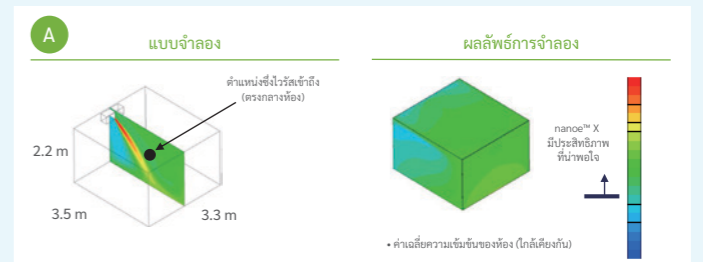 A
แบบจำลอง
ผลลัพธ์การจำลอง
ตำแหน่งซึ่งไวรัสเข้าถึง
(ตรงกลางห้อง)
2.2 m
3.5 m
3.3 m
nanoe™ X
มีประสิทธิภาพ
ที่น่าพอใจ
• ค่าเฉลี่ยความเข้มข้นของห้อง (ใกล้เคียงกัน)